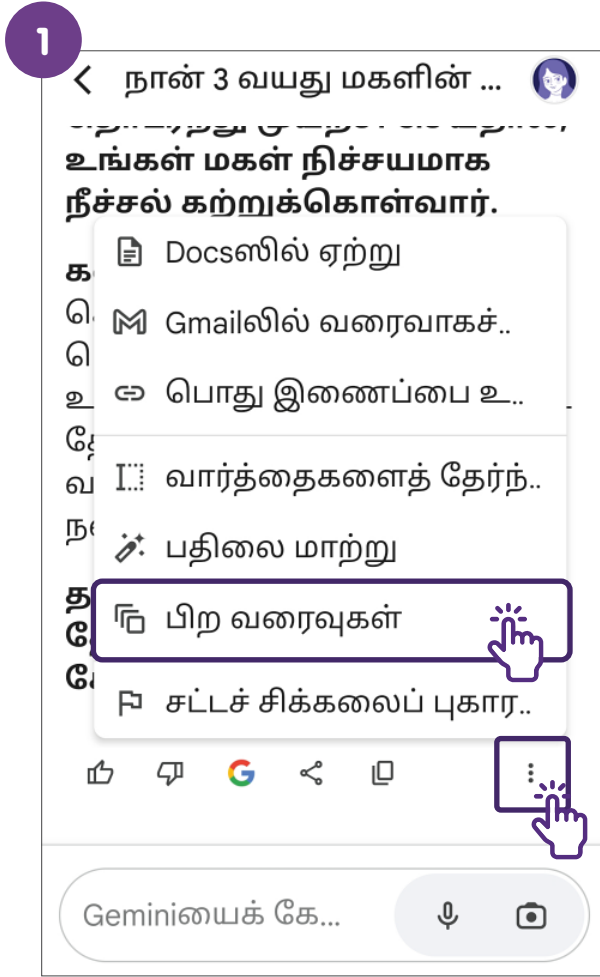 1
நான் 3 வயது மகளின் ...
உங்கள் மகள் நிச்சயமாக
நீச்சல் கற்றுக்கொள்வார்.
Docsஸில் ஏற்று
Gmailலில் வரைவாகச்..
பொது இணைப்பை உ..
வார்த்தைகளைத் தேர்ந்..
பதிலை மாற்று
பிற வரைவுகள்
சட்டச் சிக்கலைப் புகார..
Geminiயைக் கே...